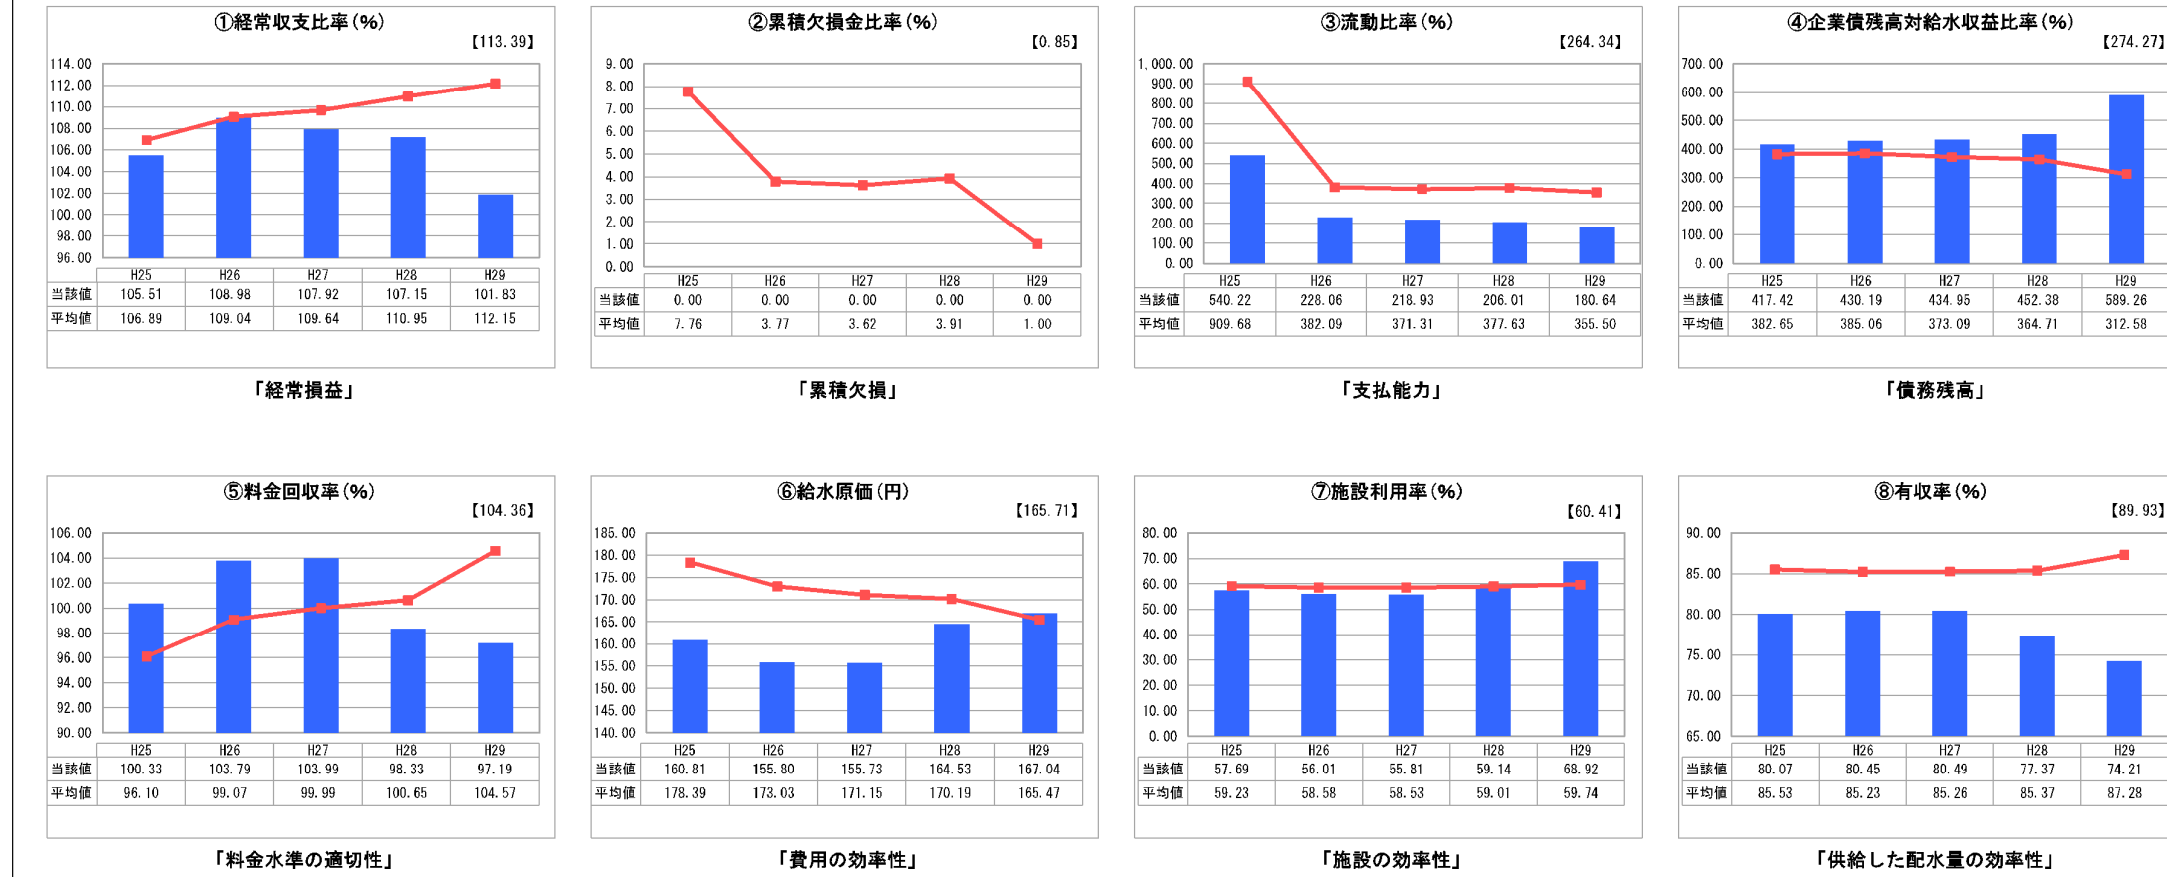 ①経常収支比率(%)
【113.39】
114.00
112.00
110.00
108.00
106.00
104.00
102.00
100.00
98.00
96.00
H25 H26 H27 H28 H29
当該値 105.51 108.98 107.92 107.15 101.83
平均値 106.89 109.04 109.64 110.95 112.15
「経常損益」
②累積欠損金比率(%)
【0.85】
9.00
8.00
7.00
6.00
5.00
4.00
3.00
2.00
1.00
0.00
H25 H26 H27 H28 H29
当該値 0.00 0.00 0.00 0.00 0.00
平均値 7.76 3.77 3.62 3.91 1.00
「累積欠損」
③流動比率(%)
【264.34】
1,000.00
900.00
800.00
700.00
600.00
500.00
400.00
300.00
200.00
100.00
0.00
H25 H26 H27 H28 H29
当該値 540.22 228.06 218.93 206.01 180.64
平均値 909.68 382.09 371.31 377.63 355.50
「支払能力」
④企業債残高対給水収益比率(%)
【274.27】
700.00
600.00
500.00
400.00
300.00
200.00
100.00
0.00
H25 H26 H27 H28 H29
当該値 417.42 430.19 434.95 452.38 589.26
平均値 382.65 385.06 373.09 364.71 312.58
「債務残高」
⑤料金回収率(%)
【104.36】
106.00
104.00
102.00
100.00
98.00
96.00
94.00
92.00
90.00
H25 H26 H27 H28 H29
当該値 100.33 103.79 103.99 98.33 97.19
平均値 96.10 99.07 99.99 100.65 104.57
「料金水準の適切性」
⑥給水原価(円)
【165.71】
185.00
180.00
175.00
170.00
165.00
160.00
155.00
150.00
145.00
140.00
H25 H26 H27 H28 H29
当該値 160.81 155.80 155.73 164.53 167.04
平均値 178.39 173.03 171.15 170.19 165.47
「費用の効率性」
⑦施設利用率(%)
【60.41】
80.00
70.00
60.00
50.00
40.00
30.00
20.00
10.00
0.00
H25 H26 H27 H28 H29
当該値 57.69 56.01 55.81 59.14 68.92
平均値 59.23 58.58 58.53 59.01 59.74
「施設の効率性」
⑧有収率(%)
【89.93】
90.00
85.00
80.00
75.00
70.00
65.00
H25 H26 H27 H28 H29
当該値 80.07 80.45 80.49 77.37 74.21
平均値 85.53 85.23 85.26 85.37 87.28
「供給した配水量の効率性」